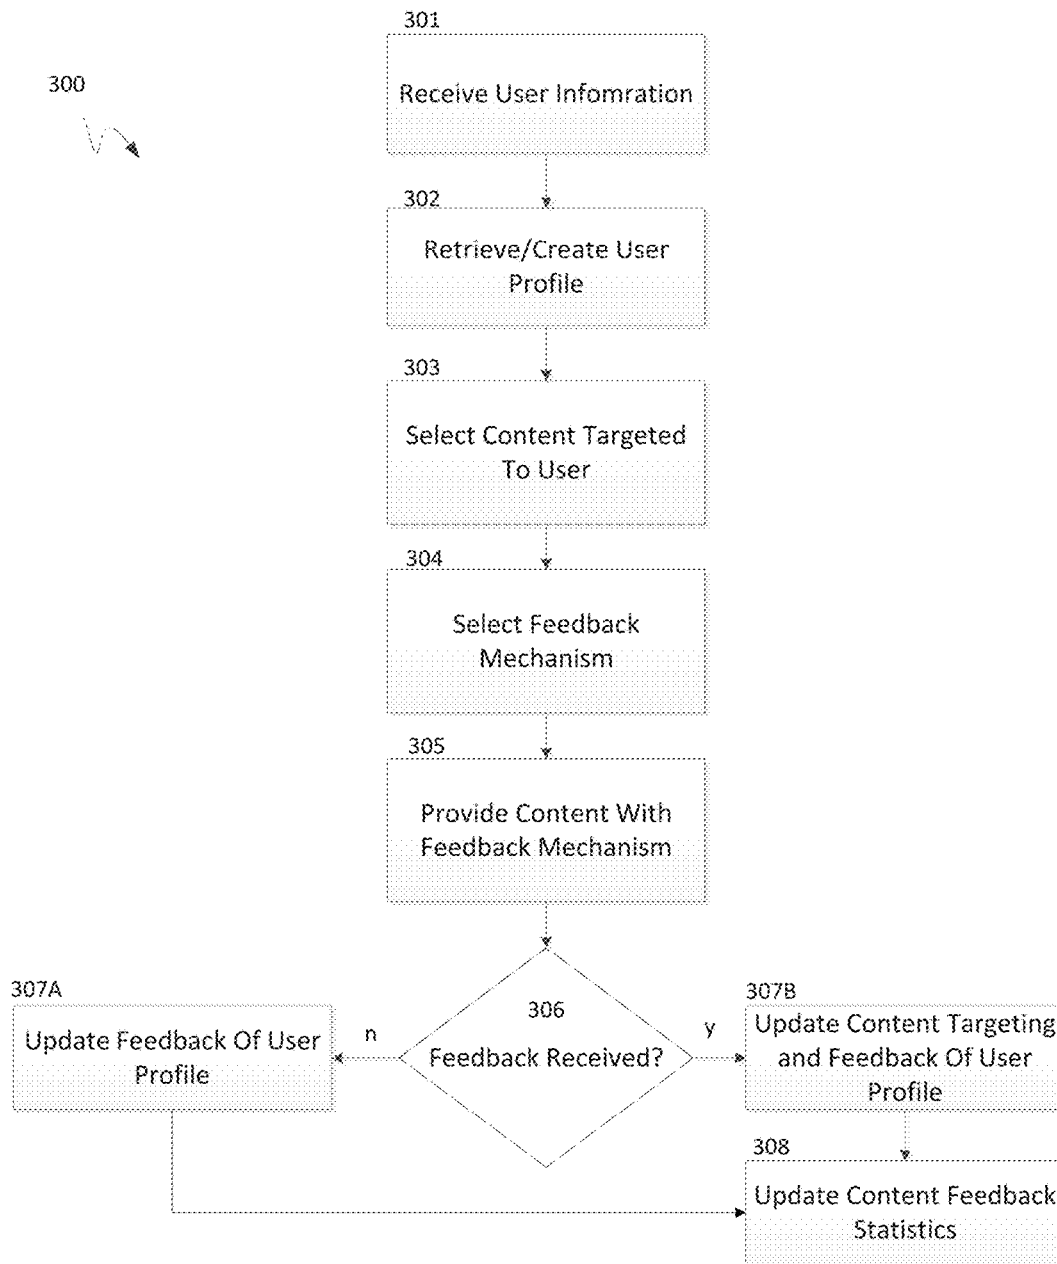 301
300
Receive User Infomration
302
Retrieve/Create User
Profile
303
Select Content Targeted
To User
304
Select Feedback
Mechanism
305
Provide Content With
Feedback Mechanism
306
Feedback Received?
n
y
307A
Update Feedback Of User
Profile
307B
Update Content Targeting
and Feedback Of User
Profile
308
Update Content Feedback
Statistics